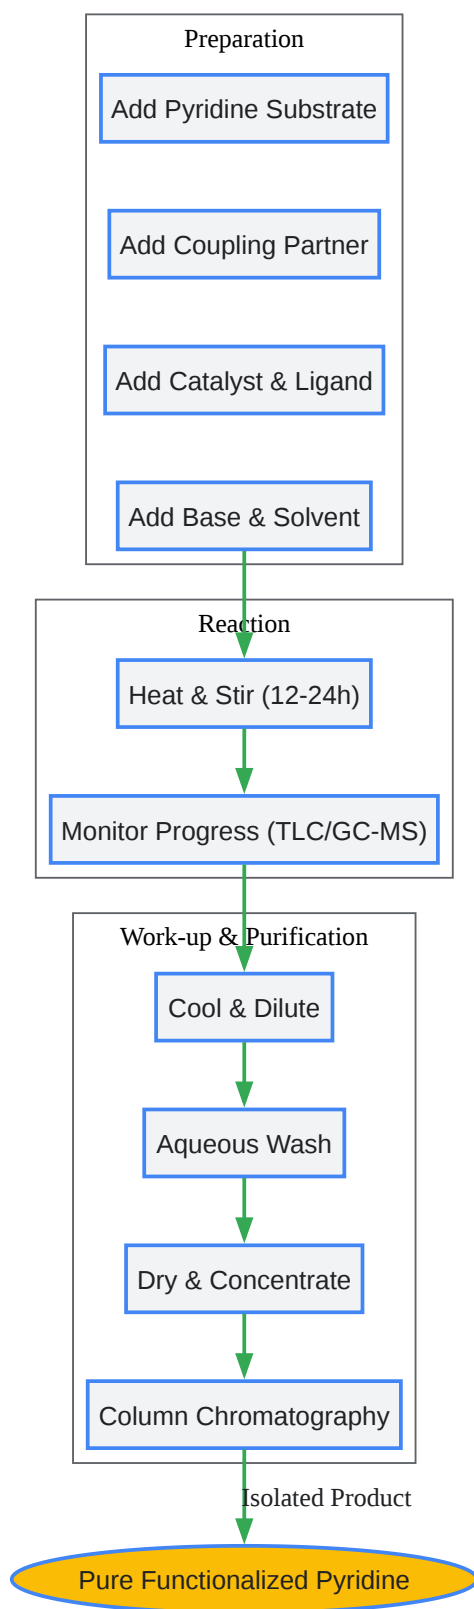 Preparation
Add Pyridine Substrate
Add Coupling Partner
Add Catalyst & Ligand
Add Base & Solvent
Reaction
Heat & Stir (12-24h)
Monitor Progress (TLC/GC-MS)
Work-up & Purification
Cool & Dilute
Aqueous Wash
Dry & Concentrate
Column Chromatography
Isolated Product
Pure Functionalized Pyridine